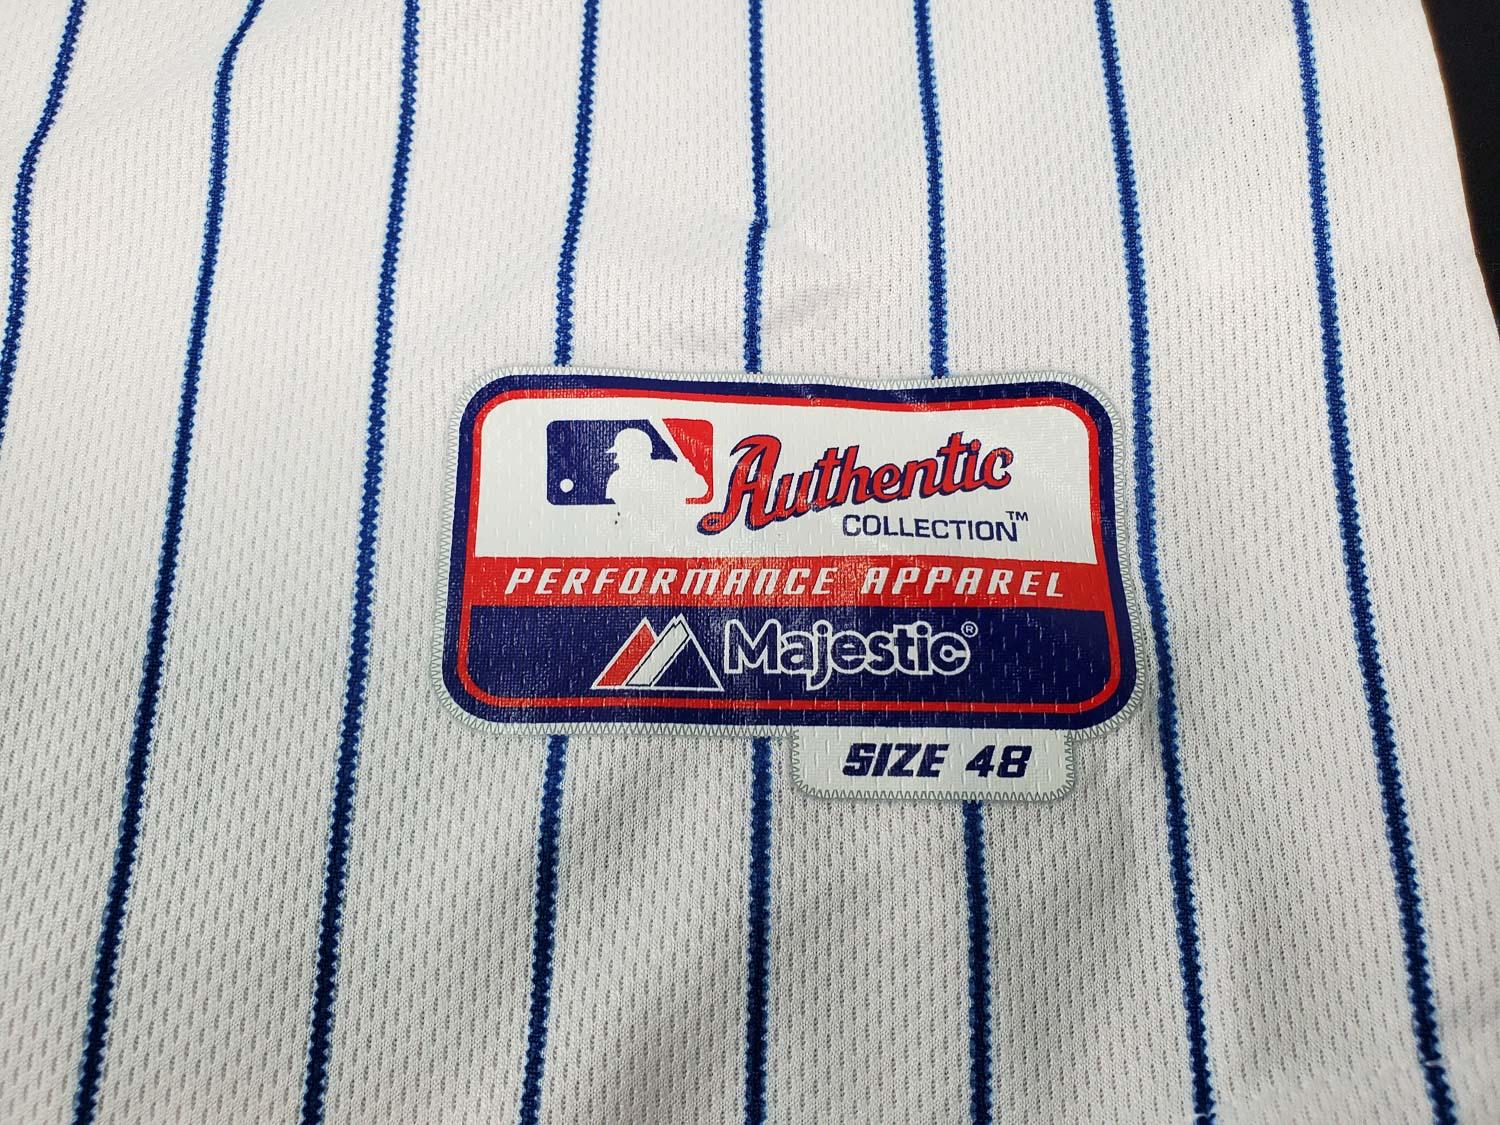 Authentic
COLLECTION™
PERFORMANCE APPAREL
Majestic®
SIZE 48